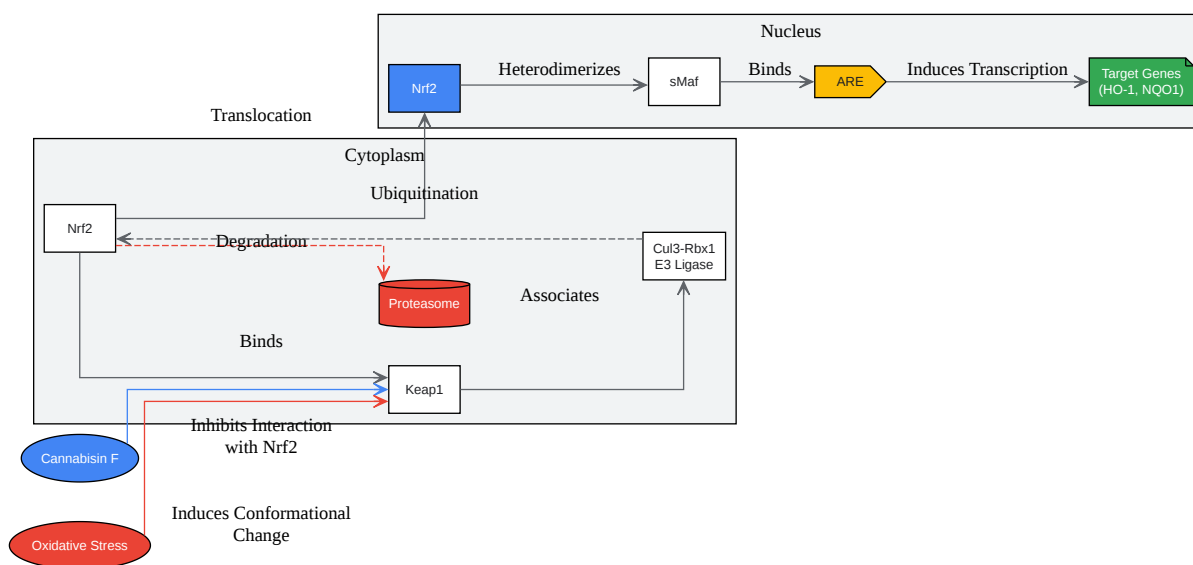 Nucleus
Heterodimerizes
Binds
Induces Transcription
Nrf2
sMaf
ARE
Target Genes
(HO-1, NQO1)
Translocation
Cytoplasm
Ubiquitination
Nrf2
Degradation
Cul3-Rbx1
E3 Ligase
Proteasome
Associates
Binds
Keap1
Inhibits Interaction
with Nrf2
Cannabisin F
Induces Conformational
Change
Oxidative Stress